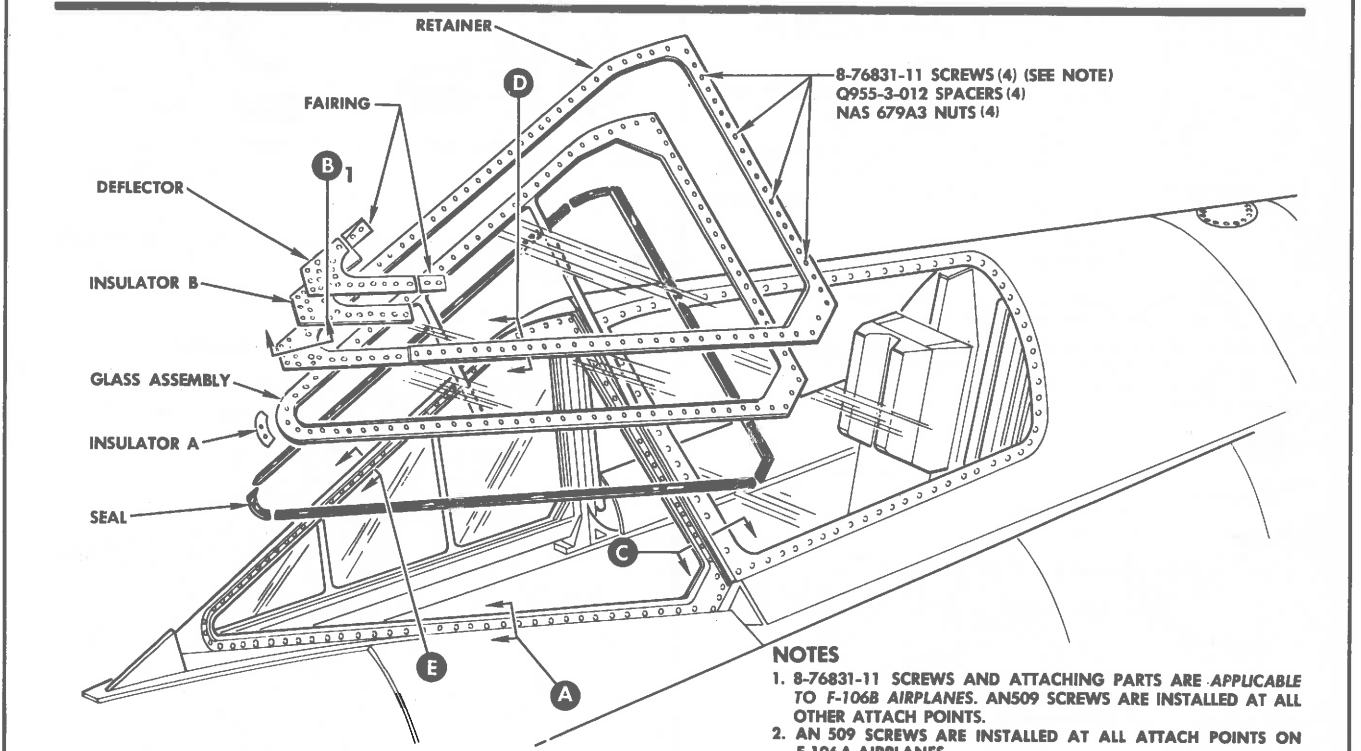 RETAINER
8-76831-11 SCREWS (4) (SEE NOTE)
Q955-3-012 SPACERS (4)
NAS 679A3 NUTS (4)
D
FAIRING
B1
DEFLECTOR
INSULATOR B
GLASS ASSEMBLY
INSULATOR A
SEAL
C
E
A
NOTES
1. 8-76831-11 SCREWS AND ATTACHING PARTS ARE APPLICABLE
TO F-106B AIRPLANES. AN509 SCREWS ARE INSTALLED AT ALL
OTHER ATTACH POINTS.
2. AN 509 SCREWS ARE INSTALLED AT ALL ATTACH POINTS ON
F-106A AIRPLANES